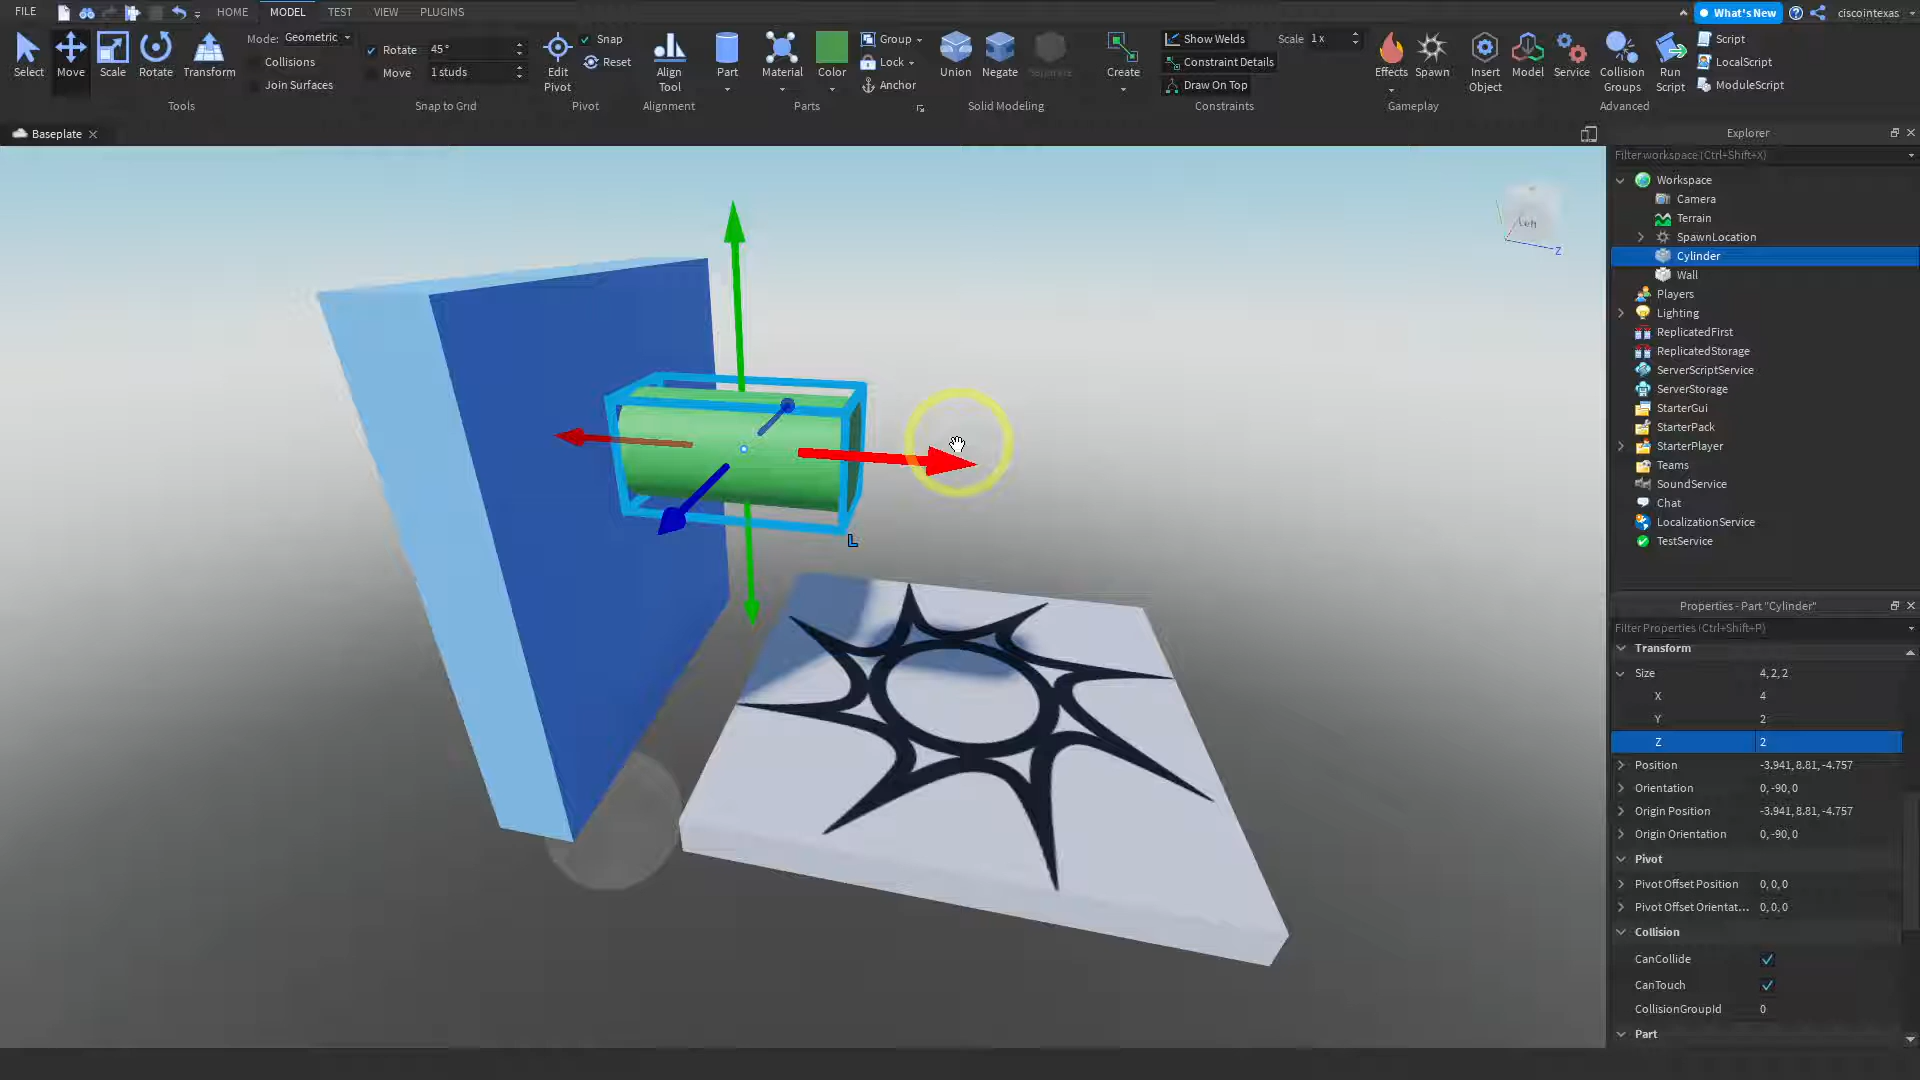 FILE HOME MODEL TEST VIEW PLUGINS What's New ciscointexas
Select Move Scale Rotate Transform
Mode: Geometric
Collisions
Join Surfaces
Tools
Rotate 45°
Move 1 studs
Snap to Grid
Edit Pivot
Snap
Reset
Pivot
Align Tool
Alignment
Part Material Color
Group
Lock
Anchor
Parts
Union Negate Separate
Solid Modeling
Create
Show Welds Scale 1x
Constraint Details
Draw On Top
Constraints
Effects Spawn
Gameplay
Insert Object Model Service Collision Groups Run Script
Script
LocalScript
ModuleScript
Advanced
Baseplate
Left
Z
L
Explorer
Filter workspace (Ctrl+Shift+X)
Workspace
Camera
Terrain
SpawnLocation
Cylinder
Wall
Players
Lighting
ReplicatedFirst
ReplicatedStorage
ServerScriptService
ServerStorage
StarterGui
StarterPack
StarterPlayer
Teams
SoundService
Chat
LocalizationService
TestService
Properties - Part "Cylinder"
Filter Properties (Ctrl+Shift+P)
Transform
Size 4, 2, 2
X 4
Y 2
Z 2
Position -3.941, 8.81, -4.757
Orientation 0, -90, 0
Origin Position -3.941, 8.81, -4.757
Origin Orientation 0, -90, 0
Pivot
Pivot Offset Position 0, 0, 0
Pivot Offset Orientat... 0, 0, 0
Collision
CanCollide
CanTouch
CollisionGroupId 0
Part